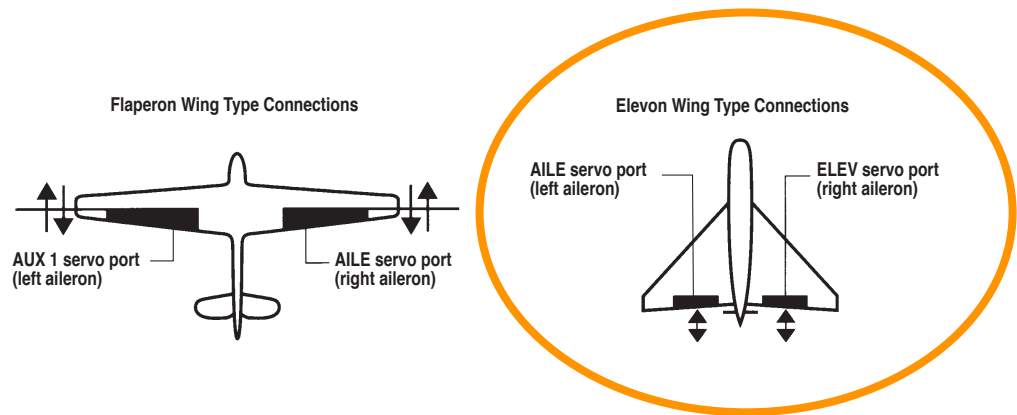 Flaperon Wing Type Connections
AUX 1 servo port
(left aileron)
AILE servo port
(right aileron)
Elevon Wing Type Connections
AILE servo port
(left aileron)
ELEV servo port
(right aileron)